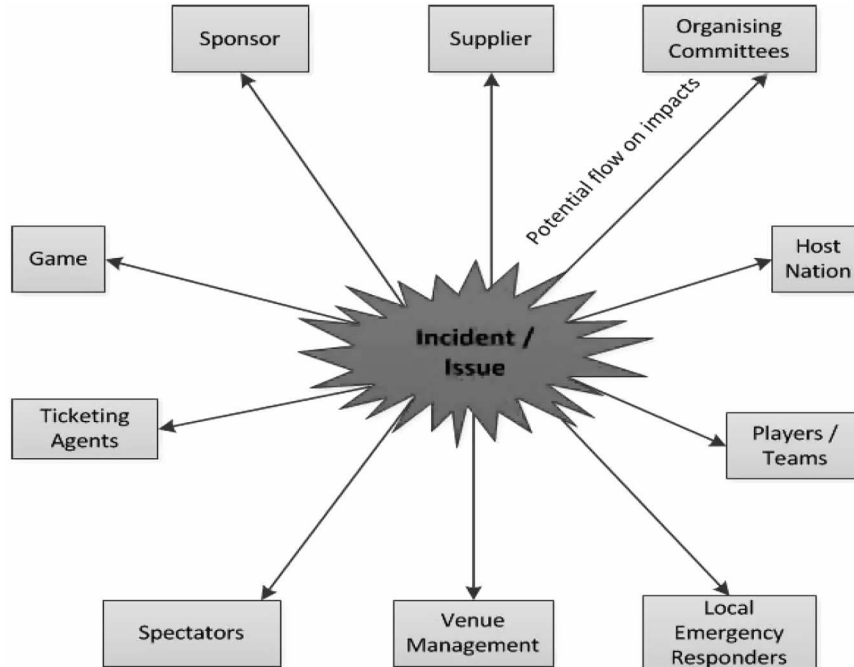 Sponsor
Supplier
Organising
Committees
Potential flow on impacts
Game
Host
Nation
Incident /
Issue
Ticketing
Agents
Players /
Teams
Spectators
Venue
Management
Local
Emergency
Responders